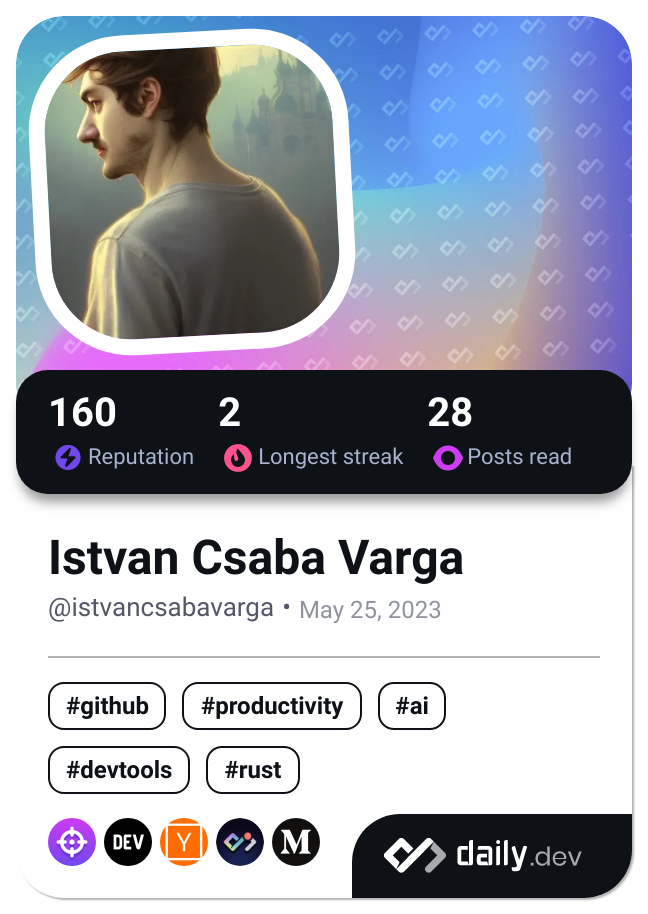 160 2 28
Reputation Longest streak Posts read
Istvan Csaba Varga
@istvancsabavarga • May 25, 2023
#github #productivity #ai
#devtools #rust
DEV Y M daily.dev